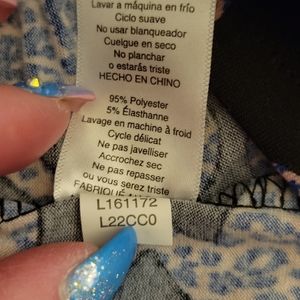 Lavar a máquina en frío
Ciclo suave
No usar blanqueador
Cuelgue en seco
No planchar
o estarás triste
HECHO EN CHINO
95% Polyester
5% Élasthanne
Lavage en machine à froid
Cycle délicat
Ne pas javelliser
Accrochez sec
Ne pas repasser
ou vous serez triste
FABRIQUÉ
L161172
L22CC0